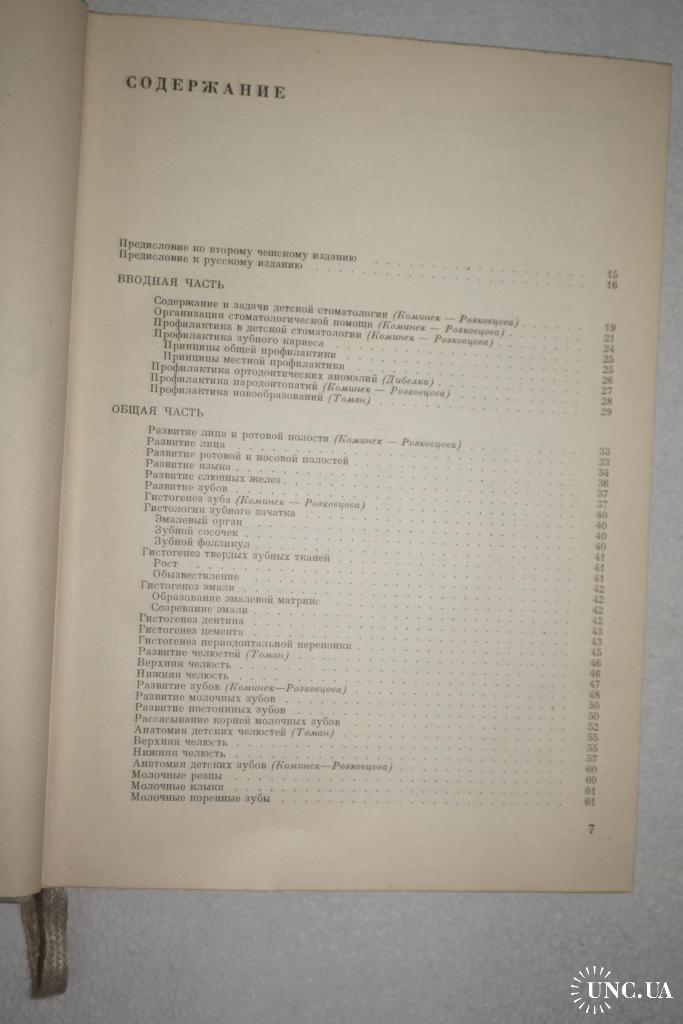 СОДЕРЖАНИЕ
Предисловие ко второму чешскому изданию . . . 15
Предисловие к русскому изданию . . . 16
ВВОДНАЯ ЧАСТЬ
Содержание и задачи детской стоматологии (Коминек — Розковцова) . . . 19
Организация стоматологической помощи (Коминек — Розковцова) . . . 21
Профилактика в детской стоматологии (Коминек — Розковцова) . . . 24
Профилактика зубного кариеса . . . 25
Принципы общей профилактики . . . 25
Принципы местной профилактики . . . 26
Профилактика ортодонтических аномалий (Дибелка) . . . 27
Профилактика пародонтопатий (Коминек — Розковцова) . . . 28
Профилактика новообразований (Томан) . . . 29
ОБЩАЯ ЧАСТЬ
Развитие лица и ротовой полости (Коминек — Розковцова) . . . 33
Развитие лица . . . 33
Развитие ротовой и носовой полостей . . . 34
Развитие языка . . . 36
Развитие слюнных желез . . . 37
Развитие зубов . . . 37
Гистогенез зуба (Коминек — Розковцова) . . . 40
Гистология зубного зачатка . . . 40
Эмалевый орган . . . 40
Зубной сосочек . . . 40
Зубной фолликул . . . 41
Гистогенез твердых зубных тканей . . . 41
Рост . . . 41
Обызвествление . . . 42
Гистогенез эмали . . . 42
Образование эмалевой матрикс . . . 42
Созревание эмали . . . 42
Гистогенез дентина . . . 43
Гистогенез цемента . . . 43
Гистогенез периодонтальной перепонки . . . 45
Развитие челюстей (Томан) . . . 46
Верхняя челюсть . . . 46
Нижняя челюсть . . . 47
Развитие зубов (Коминек—Розковцова) . . . 48
Развитие молочных зубов . . . 50
Развитие постоянных зубов . . . 50
Рассасывание корней молочных зубов . . . 52
Анатомия детских челюстей (Томан) . . . 55
Верхняя челюсть . . . 55
Нижняя челюсть . . . 57
Анатомия детских зубов (Коминек—Розковцова) . . . 60
Молочные резцы . . . 60
Молочные клыки . . . 61
Молочные коренные зубы . . . 61
7
UNC.UA